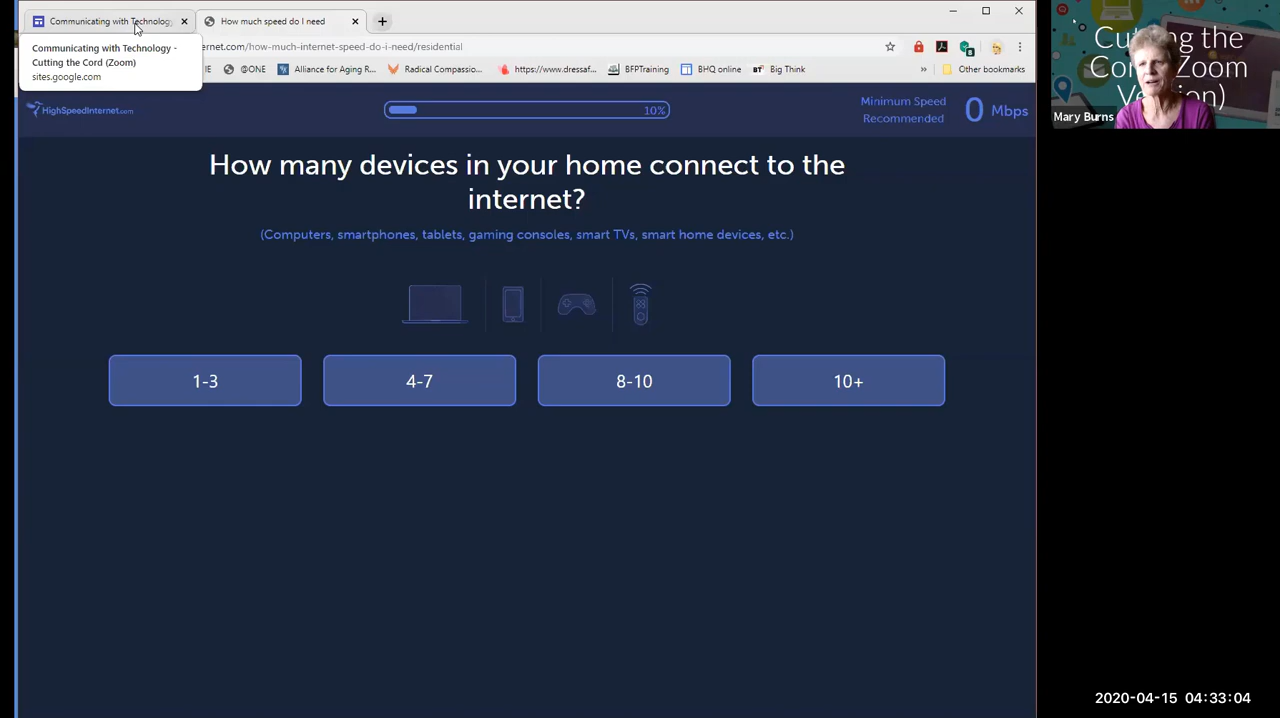 Communicating with Technology
How much speed do I need
Communicating with Technology -
Cutting the Cord (Zoom)
sites.google.com
ernet.com/how-much-internet-speed-do-i-need/residential
@ONE
Alliance for Aging R...
Radical Compassio...
https://www.dressaf...
BFPTraining
BHQ online
BT Big Think
»
Other bookmarks
HighSpeedInternet.com
10%
Minimum Speed
Recommended
0 Mbps
How many devices in your home connect to the
internet?
(Computers, smartphones, tablets, gaming consoles, smart TVs, smart home devices, etc.)
1-3
4-7
8-10
10+
Mary Burns
2020-04-15 04:33:04